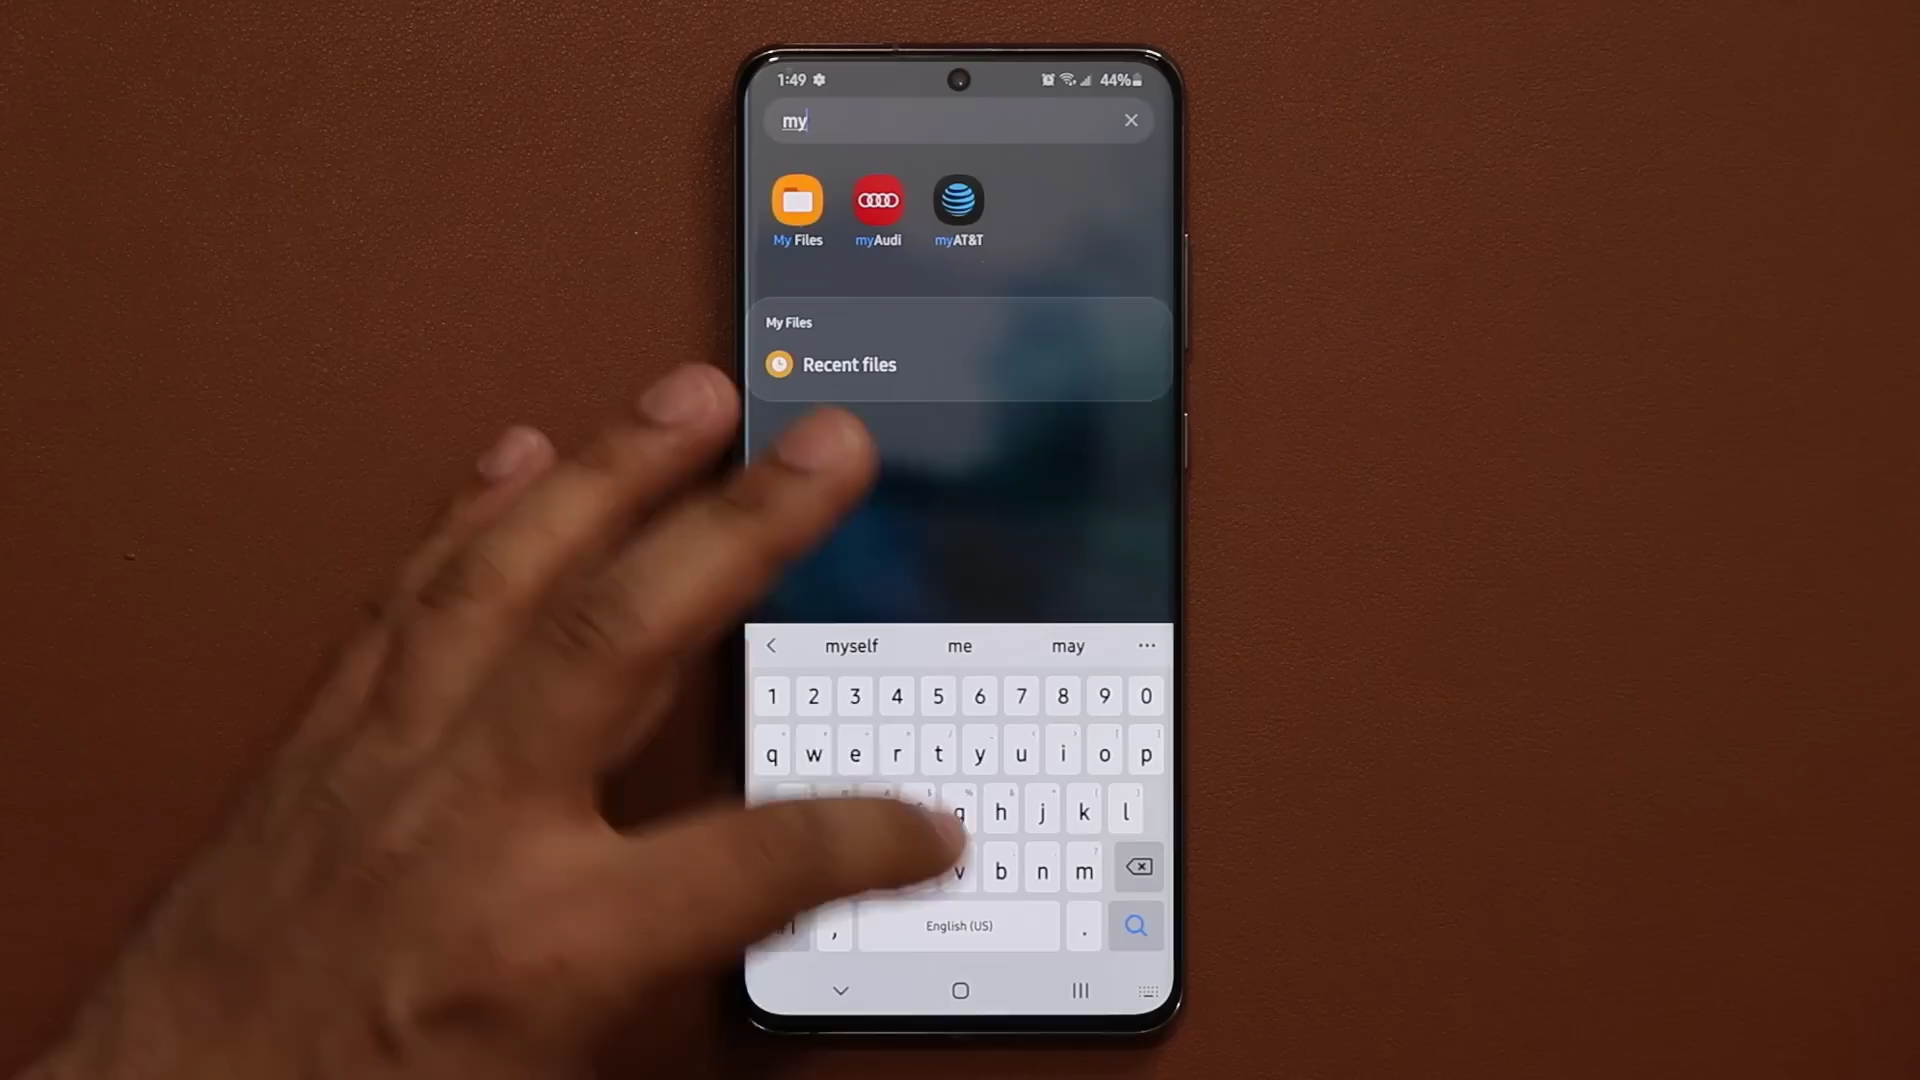 1:49 44%
my
My Files myAudi myAT&T
My Files
Recent files
myself me may
1 2 3 4 5 6 7 8 9 0
q w e r t y u i o p
g h j k l
v b n m
, English (US) .